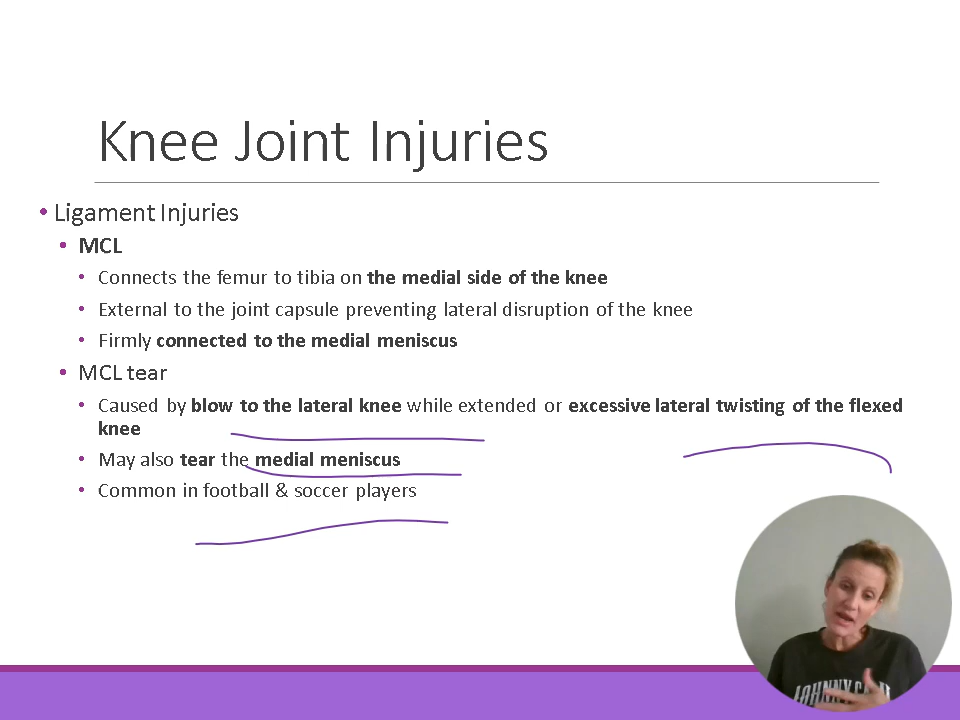 Knee Joint Injuries
• Ligament Injuries
• MCL
• Connects the femur to tibia on the medial side of the knee
• External to the joint capsule preventing lateral disruption of the knee
• Firmly connected to the medial meniscus
• MCL tear
• Caused by blow to the lateral knee while extended or excessive lateral twisting of the flexed
knee
• May also tear the medial meniscus
• Common in football & soccer players